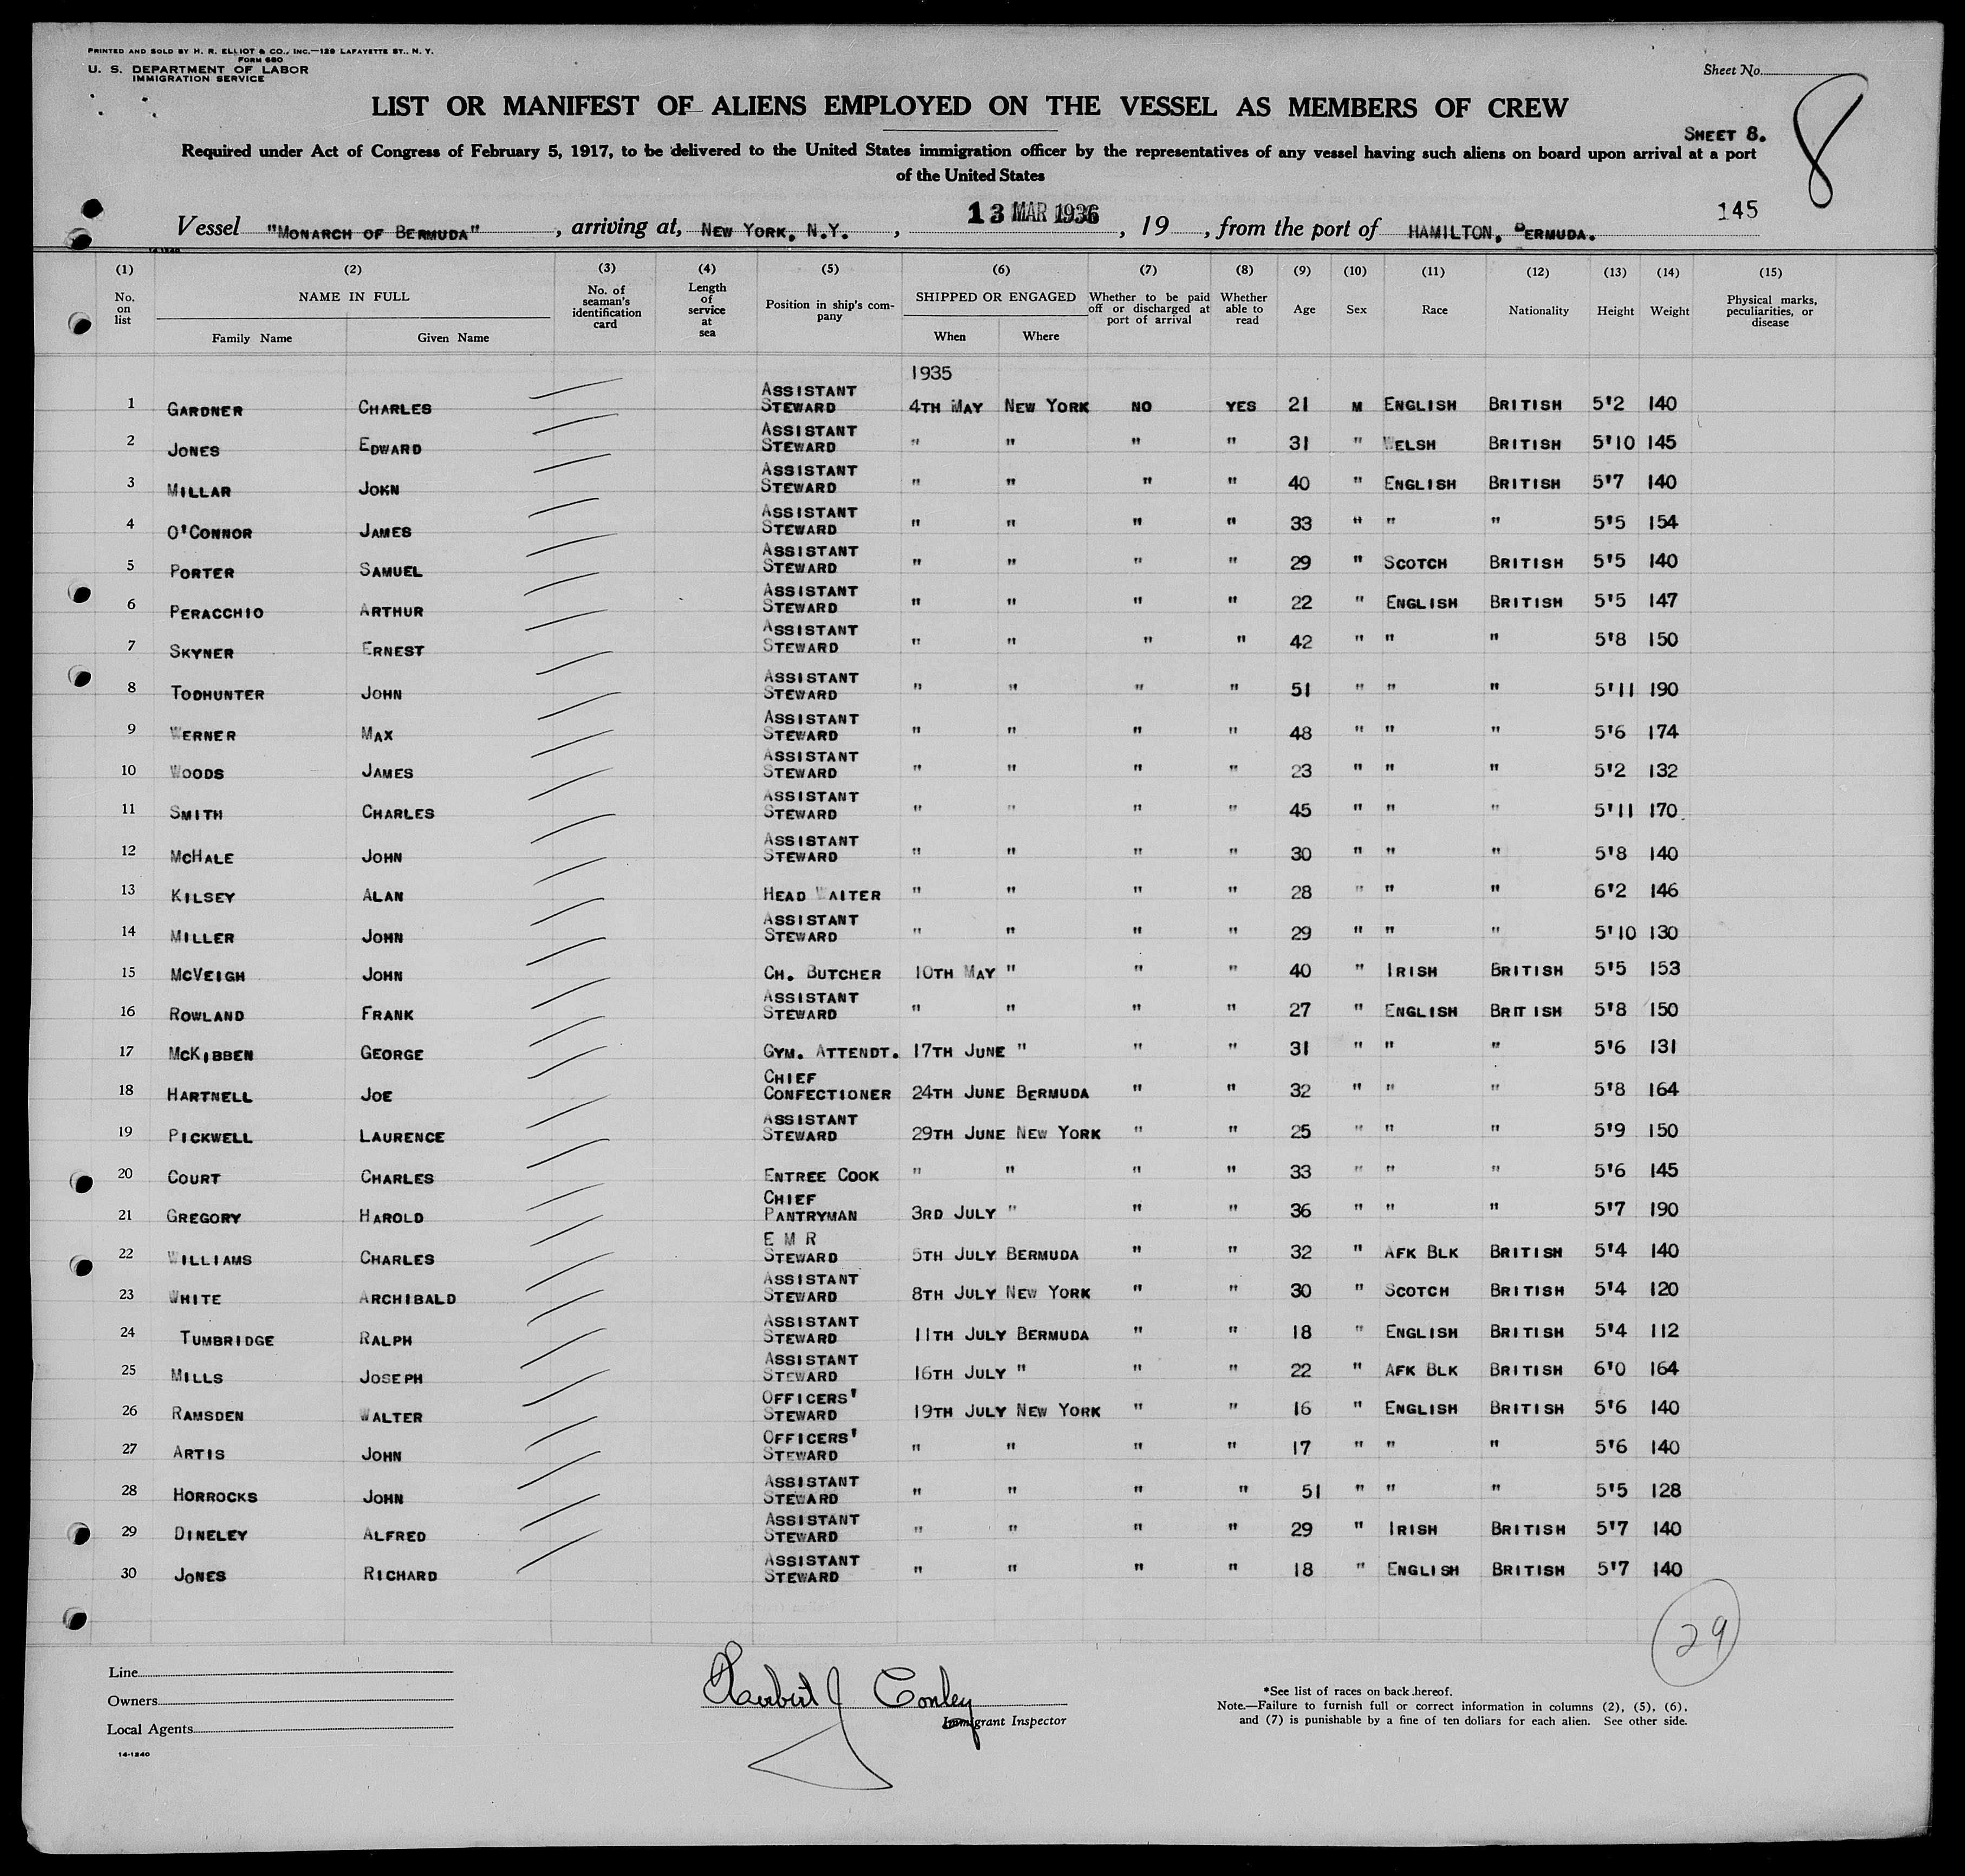 PRINTED AND SOLD BY H. R. ELLIOT & CO., INC.—129 LAFAYETTE ST., N. Y.
FORM 680
U. S. DEPARTMENT OF LABOR
IMMIGRATION SERVICE
Sheet No.
8
LIST OR MANIFEST OF ALIENS EMPLOYED ON THE VESSEL AS MEMBERS OF CREW
SHEET 8.
Required under Act of Congress of February 5, 1917, to be delivered to the United States immigration officer by the representatives of any vessel having such aliens on board upon arrival at a port
of the United States
145
Vessel "MONARCH OF BERMUDA", arriving at, NEW YORK, N.Y., 13 MAR 1936, 19, from the port of HAMILTON, BERMUDA.
14-1240
(1) (2) (3) (4) (5) (6) (7) (8) (9) (10) (11) (12) (13) (14) (15)
No. on list NAME IN FULL Family Name Given Name No. of seaman's identification card Length of service at sea Position in ship's company SHIPPED OR ENGAGED When Where Whether to be paid off or discharged at port of arrival Whether able to read Age Sex Race Nationality Height Weight Physical marks, peculiarities, or disease
1935
1 GARDNER CHARLES ASSISTANT STEWARD 4TH MAY NEW YORK NO YES 21 M ENGLISH BRITISH 5'2 140
2 JONES EDWARD ASSISTANT STEWARD " " " " 31 " WELSH BRITISH 5'10 145
3 MILLAR JOKN ASSISTANT STEWARD " " " " 40 " ENGLISH BRITISH 5'7 140
4 O'CONNOR JAMES ASSISTANT STEWARD " " " " 33 " " " 5'5 154
5 PORTER SAMUEL ASSISTANT STEWARD " " " " 29 " SCOTCH BRITISH 5'5 140
6 PERACCHIO ARTHUR ASSISTANT STEWARD " " " " 22 " ENGLISH BRITISH 5'5 147
7 SKYNER ERNEST ASSISTANT STEWARD " " " " 42 " " " 5'8 150
8 TODHUNTER JOHN ASSISTANT STEWARD " " " " 51 " " " 5'11 190
9 WERNER MAX ASSISTANT STEWARD " " " " 48 " " " 5'6 174
10 WOODS JAMES ASSISTANT STEWARD " " " " 23 " " " 5'2 132
11 SMITH CHARLES ASSISTANT STEWARD " " " " 45 " " " 5'11 170
12 MCHALE JOHN ASSISTANT STEWARD " " " " 30 " " " 5'8 140
13 KILSEY ALAN HEAD WAITER " " " " 28 " " " 6'2 146
14 MILLER JOHN ASSISTANT STEWARD " " " " 29 " " " 5'10 130
15 MCVEIGH JOHN CH. BUTCHER 10TH MAY " " " 40 " IRISH BRITISH 5'5 153
16 ROWLAND FRANK ASSISTANT STEWARD " " " " 27 " ENGLISH BRITISH 5'8 150
17 MCKIBBEN GEORGE GYM. ATTENDT. 17TH JUNE " " " 31 " " " 5'6 131
18 HARTNELL JOE CHIEF CONFECTIONER 24TH JUNE BERMUDA " " 32 " " " 5'8 164
19 PICKWELL LAURENCE ASSISTANT STEWARD 29TH JUNE NEW YORK " " 25 " " " 5'9 150
20 COURT CHARLES ENTREE COOK " " " " 33 " " " 5'6 145
21 GREGORY HAROLD CHIEF PANTRYMAN 3RD JULY " " " 36 " " " 5'7 190
22 WILLIAMS CHARLES E M R STEWARD 5TH JULY BERMUDA " " 32 " AFK BLK BRITISH 5'4 140
23 WHITE ARCHIBALD ASSISTANT STEWARD 8TH JULY NEW YORK " " 30 " SCOTCH BRITISH 5'4 120
24 TUMBRIDGE RALPH ASSISTANT STEWARD 11TH JULY BERMUDA " " 18 " ENGLISH BRITISH 5'4 112
25 MILLS JOSEPH ASSISTANT STEWARD 16TH JULY " " " 22 " AFK BLK BRITISH 6'0 164
26 RAMSDEN WALTER OFFICERS' STEWARD 19TH JULY NEW YORK " " 16 " ENGLISH BRITISH 5'6 140
27 ARTIS JOHN OFFICERS' STEWARD " " " " 17 " " " 5'6 140
28 HORROCKS JOHN ASSISTANT STEWARD " " " " 51 " " " 5'5 128
29 DINELEY ALFRED ASSISTANT STEWARD " " " " 29 " IRISH BRITISH 5'7 140
30 JONES RICHARD ASSISTANT STEWARD " " " " 18 " ENGLISH BRITISH 5'7 140
29
Line
Owners
Local Agents
14-1240
Herbert J Conley
Immigrant Inspector
*See list of races on back hereof.
Note.—Failure to furnish full or correct information in columns (2), (5), (6),
and (7) is punishable by a fine of ten dollars for each alien. See other side.